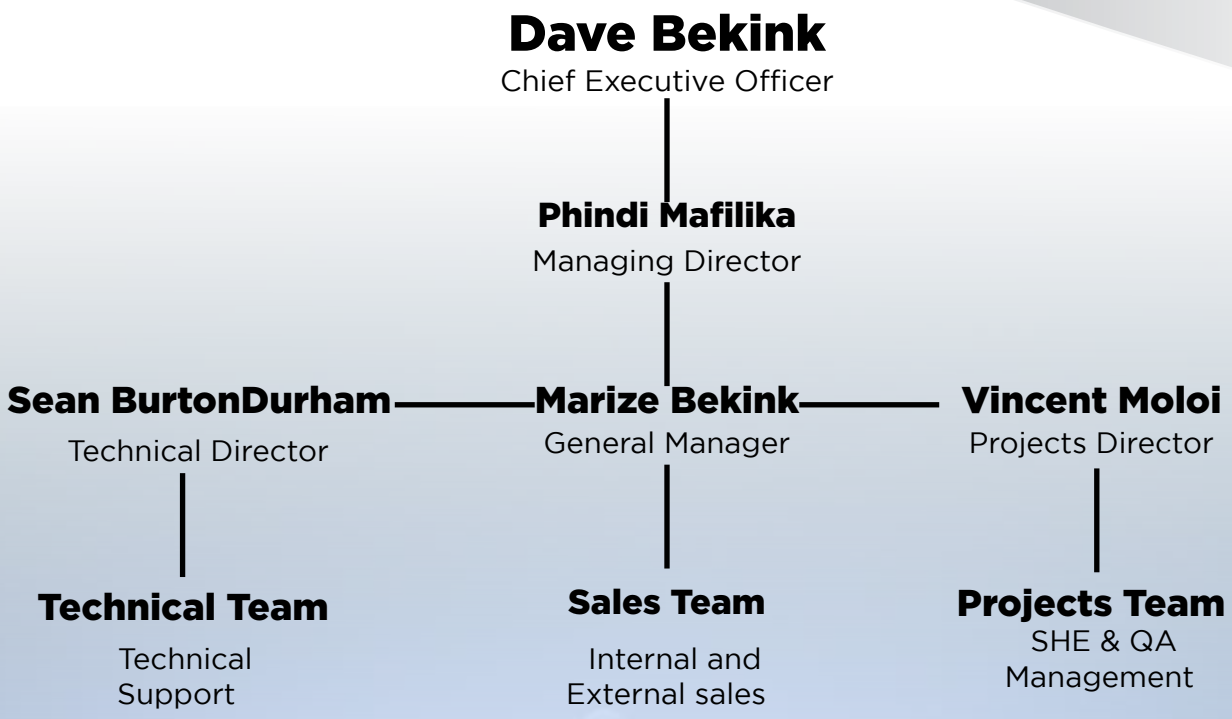 Dave Bekink
Chief Executive Officer
Phindi Mafilika
Managing Director
Sean BurtonDurham
Technical Director
Marize Bekink
General Manager
Vincent Moloi
Projects Director
Technical Team
Technical
Support
Sales Team
Internal and
External sales
Projects Team
SHE & QA
Management